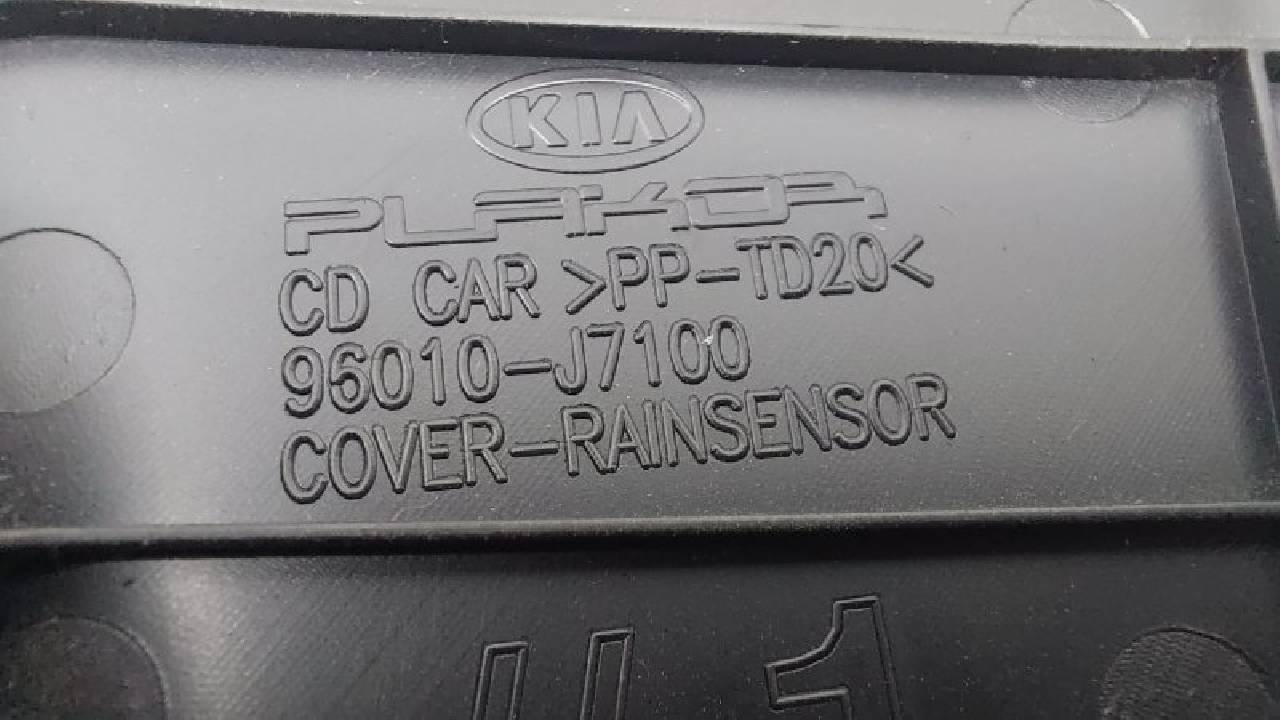 KIA
PLAKOR
CD CAR >PP-TD20<
96010-J7100
COVER-RAINSENSOR